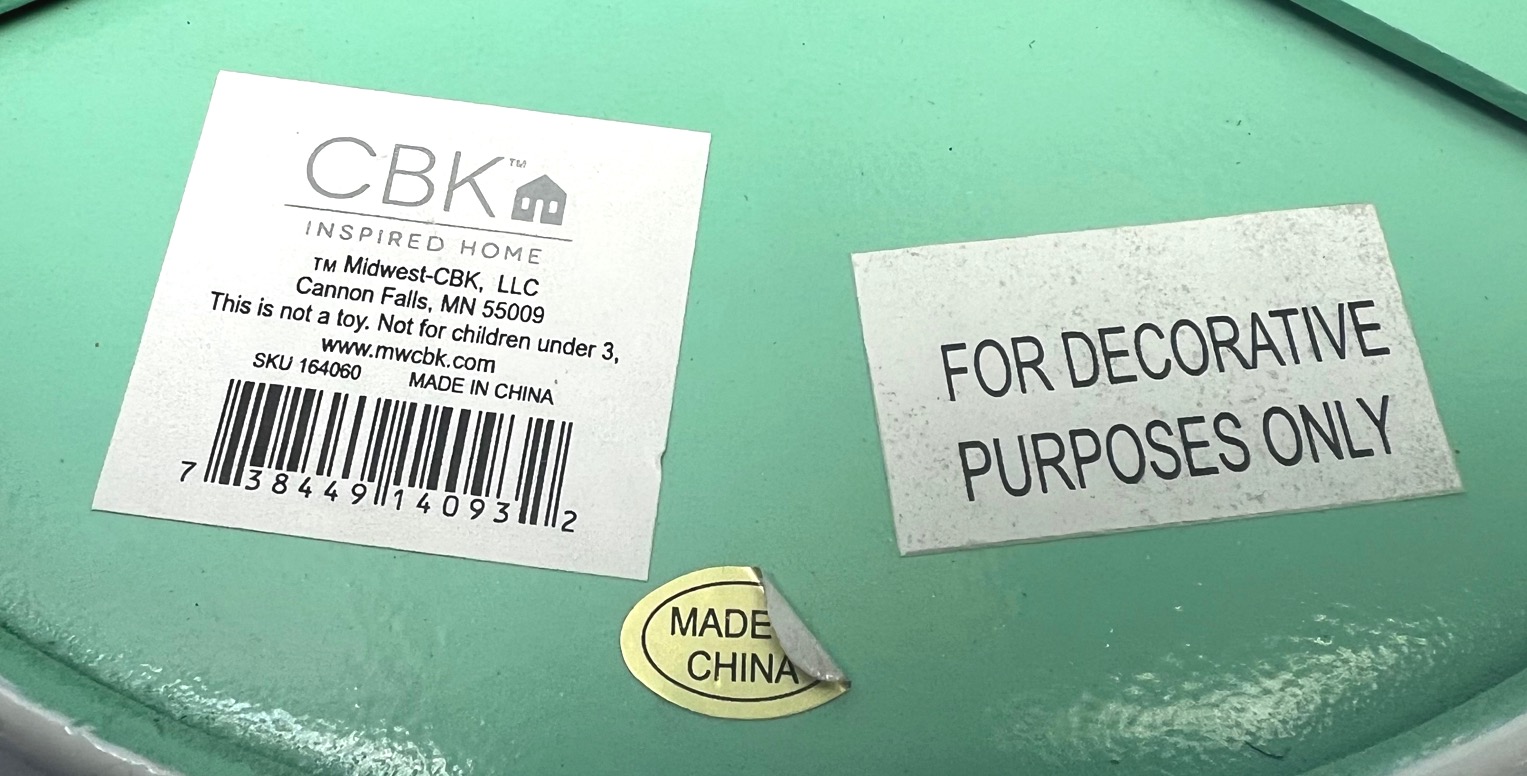 CBK™
INSPIRED HOME
TM Midwest-CBK, LLC
Cannon Falls, MN 55009
This is not a toy. Not for children under 3,
www.mwcbk.com
SKU 164060 MADE IN CHINA
7 38449 14093 2
FOR DECORATIVE
PURPOSES ONLY
MADE
CHINA